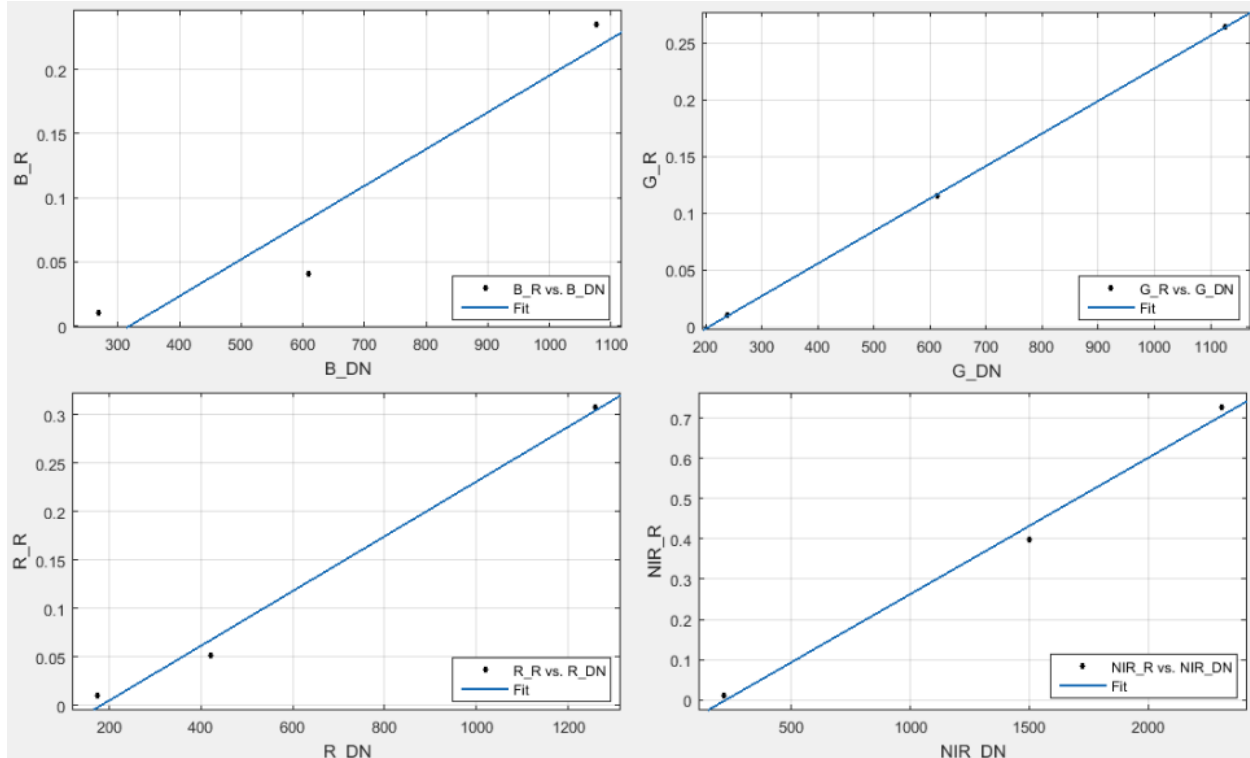 0.2
0.15
0.1
0.05
0
B_R
B_R vs. B_DN
Fit
300 400 500 600 700 800 900 1000 1100
B_DN
0.25
0.2
0.15
0.1
0.05
0
G_R
G_R vs. G_DN
Fit
200 300 400 500 600 700 800 900 1000 1100
G_DN
0.3
0.25
0.2
0.15
0.1
0.05
0
R_R
R_R vs. R_DN
Fit
200 400 600 800 1000 1200
R_DN
0.7
0.6
0.5
0.4
0.3
0.2
0.1
0
NIR_R
NIR_R vs. NIR_DN
Fit
500 1000 1500 2000
NIR_DN